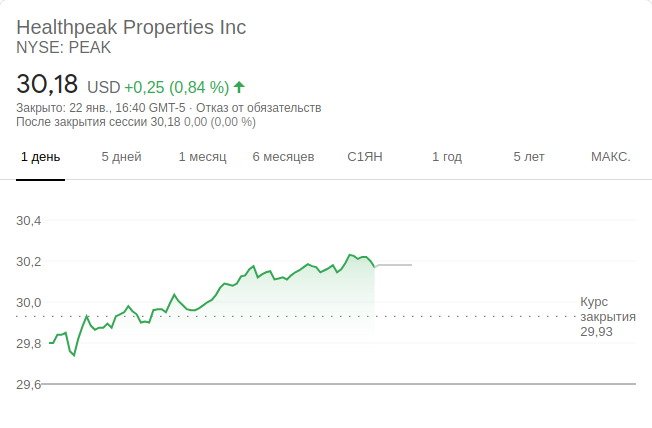 Healthpeak Properties Inc
NYSE: PEAK
30,18 USD +0,25 (0,84 %)
Закрыто: 22 янв., 16:40 GMT-5 · Отказ от обязательств
После закрытия сессии 30,18 0,00 (0,00 %)
1 день 5 дней 1 месяц 6 месяцев С1ЯН 1 год 5 лет МАКС.
30,4
30,2
30,0
29,8
29,6
Курс
закрытия
29,93